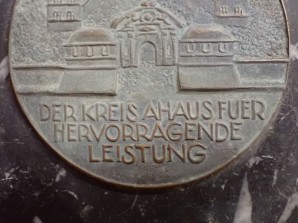 DER KREIS AHAUS FUER
HERVORRAGENDE
LEISTUNG